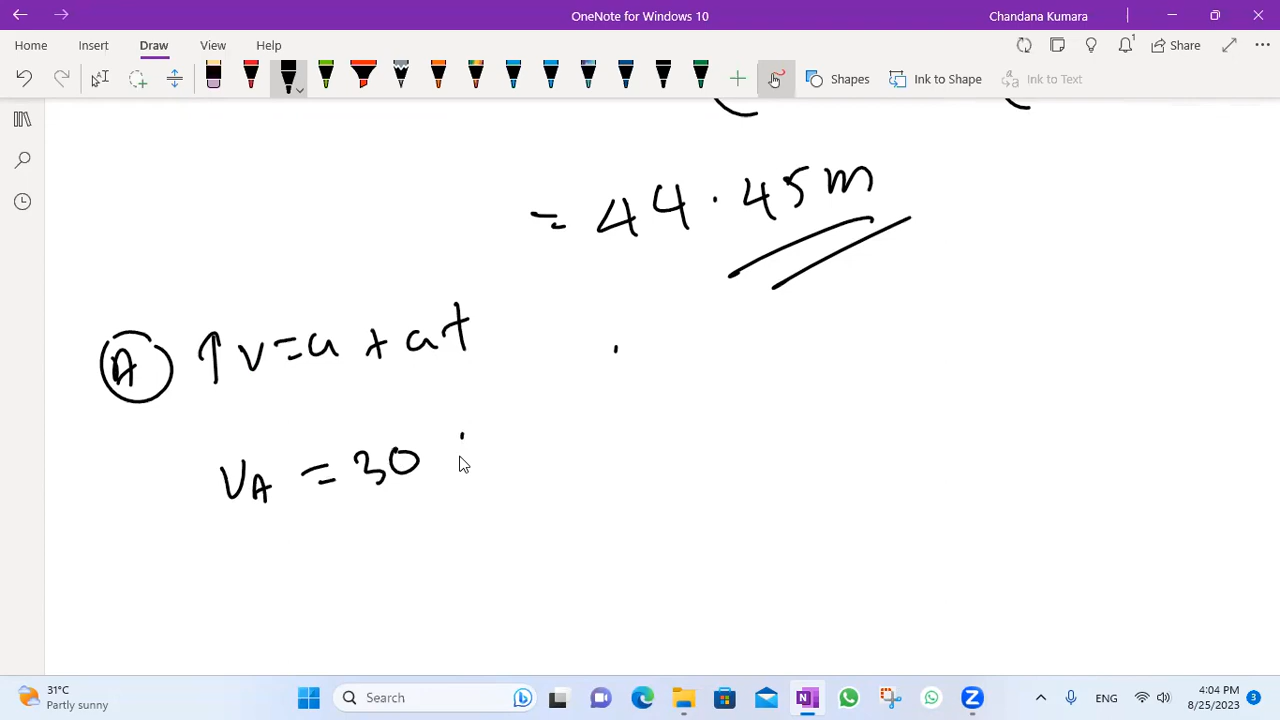 OneNote for Windows 10
Chandana Kumara
Home Insert Draw View Help
Share
Shapes
Ink to Shape
Ink to Text
= 44.45m
A ↑ v=u + at
VA = 30
31°C
Partly sunny
Search
ENG
4:04 PM
8/25/2023
3